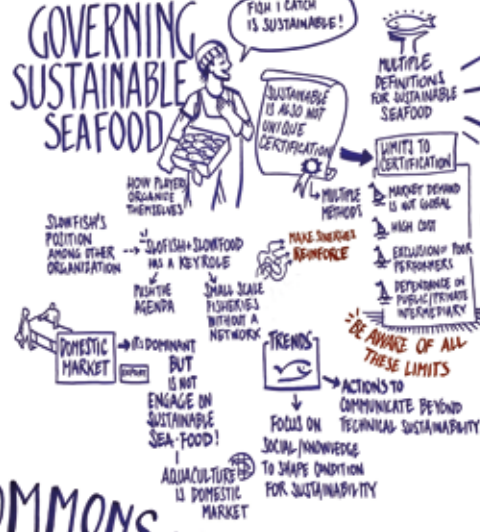 GOVERNING
SUSTAINABLE
SEAFOOD
FISH I CATCH
IS SUSTAINABLE!
MULTIPLE
DEFINITIONS
FOR SUSTAINABLE
SEAFOOD
SUSTAINABLE
IS ALSO NOT
UNIQUE
CERTIFICATION
MULTIPLE
METHODS
LIMITS TO
CERTIFICATION
MARKET DEMAND
IS NOT GLOBAL
HIGH COST
EXCLUSION OF POOR
PERFORMERS
DEPENDANCE ON
PUBLIC/PRIVATE
INTERMEDIARY
BE AWARE OF ALL
THESE LIMITS
HOW PLAYERS
ORGANIZE
THEMSELVES
SLOWFISH'S
POSITION
AMONG OTHER
ORGANIZATION
SLOFISH+SLOWFOOD
HAS A KEY ROLE
PUSH THE
AGENDA
SMALL SCALE
FISHERIES
WITHOUT A
NETWORK
MAKE SINERGIES
REINFORCE
DOMESTIC
MARKET
IS DOMINANT
EXPORT
BUT
IS NOT
ENGAGE ON
SUSTAINABLE
SEA-FOOD!
AQUACULTURE
IS DOMESTIC
MARKET
TRENDS
ACTIONS TO
COMMUNICATE BEYOND
TECHNICAL SUSTAINABILITY
FOCUS ON
SOCIAL/KNOWLEDGE
TO SHAPE CONDITION
FOR SUSTAINABILITY
OMMONS